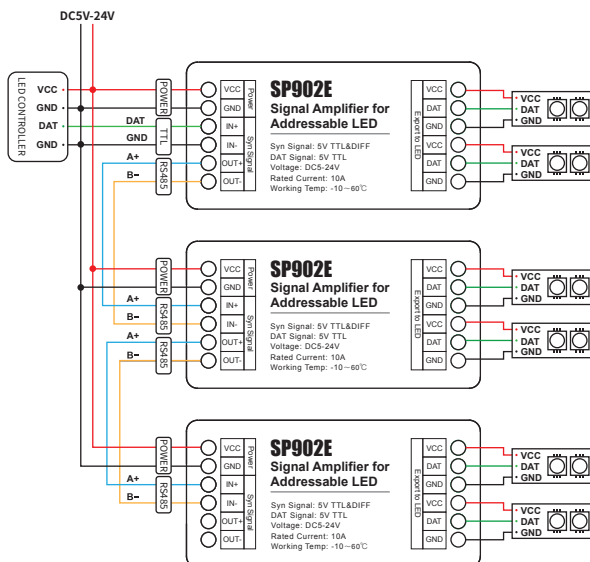 DC5V-24V
LED CONTROLLER
VCC
GND
DAT
GND
POWER
TTL
RS485
DAT
GND
A+
B-
VCC
GND
IN+
IN-
OUT+
OUT-
Power
Syn Signal
SP902E
Signal Amplifier for
Addressable LED
Syn Signal: 5V TTL&DIFF
DAT Signal: 5V TTL
Voltage: DC5-24V
Rated Current: 10A
Working Temp: -10~60℃
Export to LED
VCC
DAT
GND
VCC
DAT
GND
VCC
DAT
GND
VCC
DAT
GND
POWER
RS485
RS485
A+
B-
A+
B-
VCC
GND
IN+
IN-
OUT+
OUT-
Power
Syn Signal
SP902E
Signal Amplifier for
Addressable LED
Syn Signal: 5V TTL&DIFF
DAT Signal: 5V TTL
Voltage: DC5-24V
Rated Current: 10A
Working Temp: -10~60℃
Export to LED
VCC
DAT
GND
VCC
DAT
GND
VCC
DAT
GND
VCC
DAT
GND
POWER
RS485
A+
B-
VCC
GND
IN+
IN-
OUT+
OUT-
Power
Syn Signal
SP902E
Signal Amplifier for
Addressable LED
Syn Signal: 5V TTL&DIFF
DAT Signal: 5V TTL
Voltage: DC5-24V
Rated Current: 10A
Working Temp: -10~60℃
Export to LED
VCC
DAT
GND
VCC
DAT
GND
VCC
DAT
GND
VCC
DAT
GND